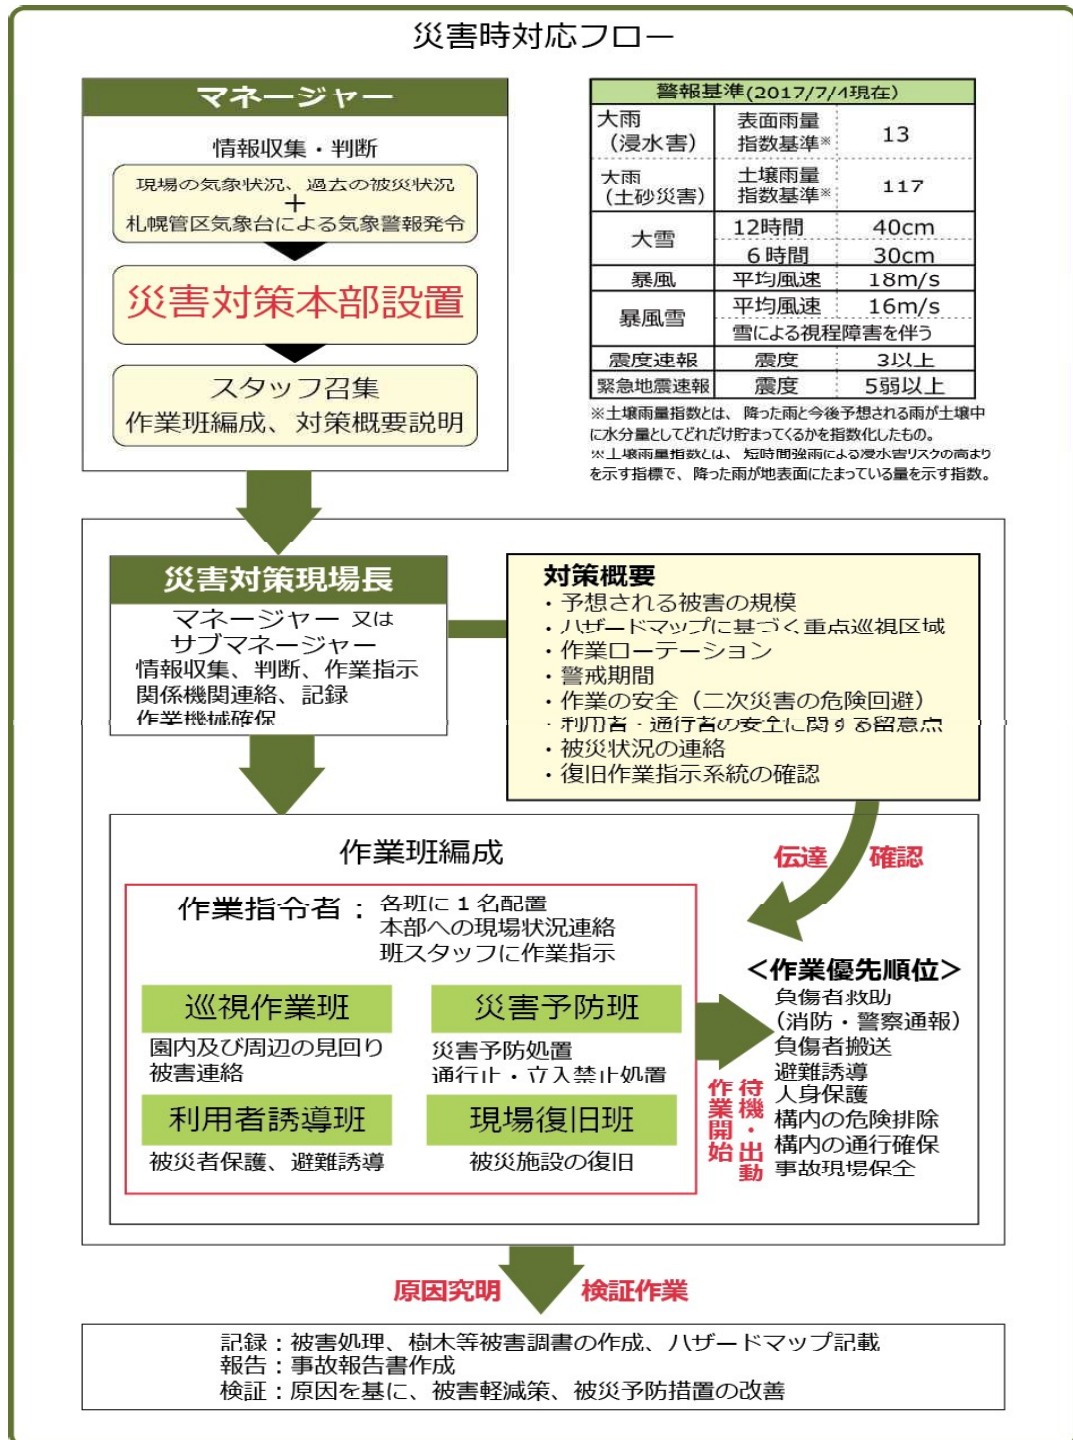 災害時対応フロー
マネージャー
情報収集・判断
現場の気象状況、過去の被災状況
＋
札幌管区気象台による気象警報発令
災害対策本部設置
スタッフ召集
作業班編成、対策概要説明
警報基準(2017/7/4現在)
大雨（浸水害） 表面雨量指数基準※ 13
大雨（土砂災害） 土壌雨量指数基準※ 117
大雪 12時間 40cm
６時間 30cm
暴風 平均風速 18m/s
暴風雪 平均風速 16m/s
雪による視程障害を伴う
震度速報 震度 3以上
緊急地震速報 震度 5弱以上
※土壌雨量指数とは、降った雨と今後予想される雨が土壌中
に水分量としてどれだけ貯まってくるかを指数化したもの。
※土壌雨量指数とは、短時間強雨による浸水害リスクの高まり
を示す指標で、降った雨が地表面にたまっている量を示す指数。
災害対策現場長
マネージャー 又は
サブマネージャー
情報収集、判断、作業指示
関係機関連絡、記録
作業機械確保
対策概要
・予想される被害の規模
・ハザードマップに基づく重点巡視区域
・作業ローテーション
・警戒期間
・作業の安全（二次災害の危険回避）
・利用者・通行者の安全に関する留意点
・被災状況の連絡
・復旧作業指示系統の確認
伝達 確認
作業班編成
作業指令者：各班に１名配置
本部への現場状況連絡
班スタッフに作業指示
巡視作業班
園内及び周辺の見回り
被害連絡
災害予防班
災害予防処置
通行止・立入禁止処置
利用者誘導班
被災者保護、避難誘導
現場復旧班
被災施設の復旧
待機・出動
作業開始
＜作業優先順位＞
負傷者救助
（消防・警察通報）
負傷者搬送
避難誘導
人身保護
構内の危険排除
構内の通行確保
事故現場保全
原因究明 検証作業
記録：被害処理、樹木等被害調書の作成、ハザードマップ記載
報告：事故報告書作成
検証：原因を基に、被害軽減策、被災予防措置の改善